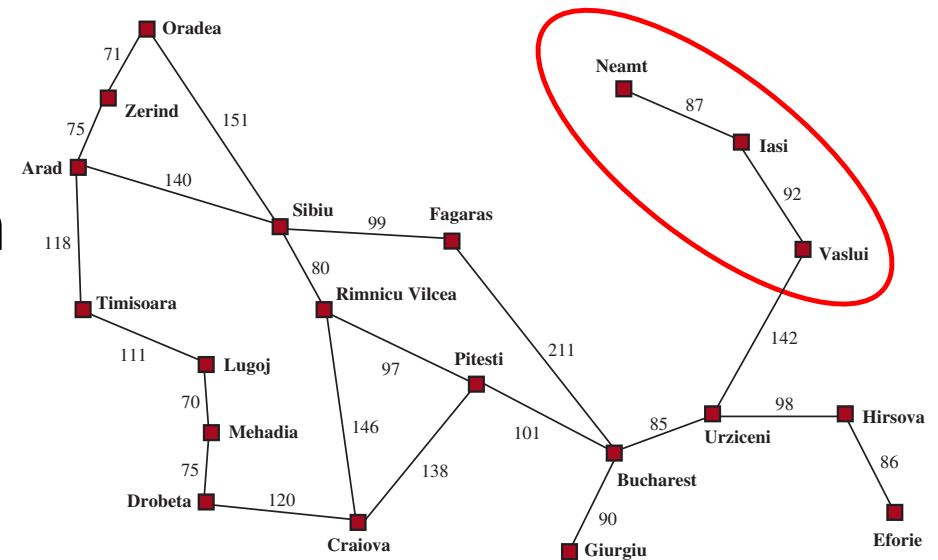 Oradea
71
Neamt
Zerind
87
151
75
Iasi
Arad
140
92
Sibiu
Fagaras
99
118
Vaslui
80
Timisoara
Rimnicu Vilcea
142
111
Pitesti
211
Lugoj
97
70
98
Hirsova
Mehadia
146
101
85
Urziceni
138
75
Bucharest
86
Drobeta
120
90
Craiova
Giurgiu
Eforie